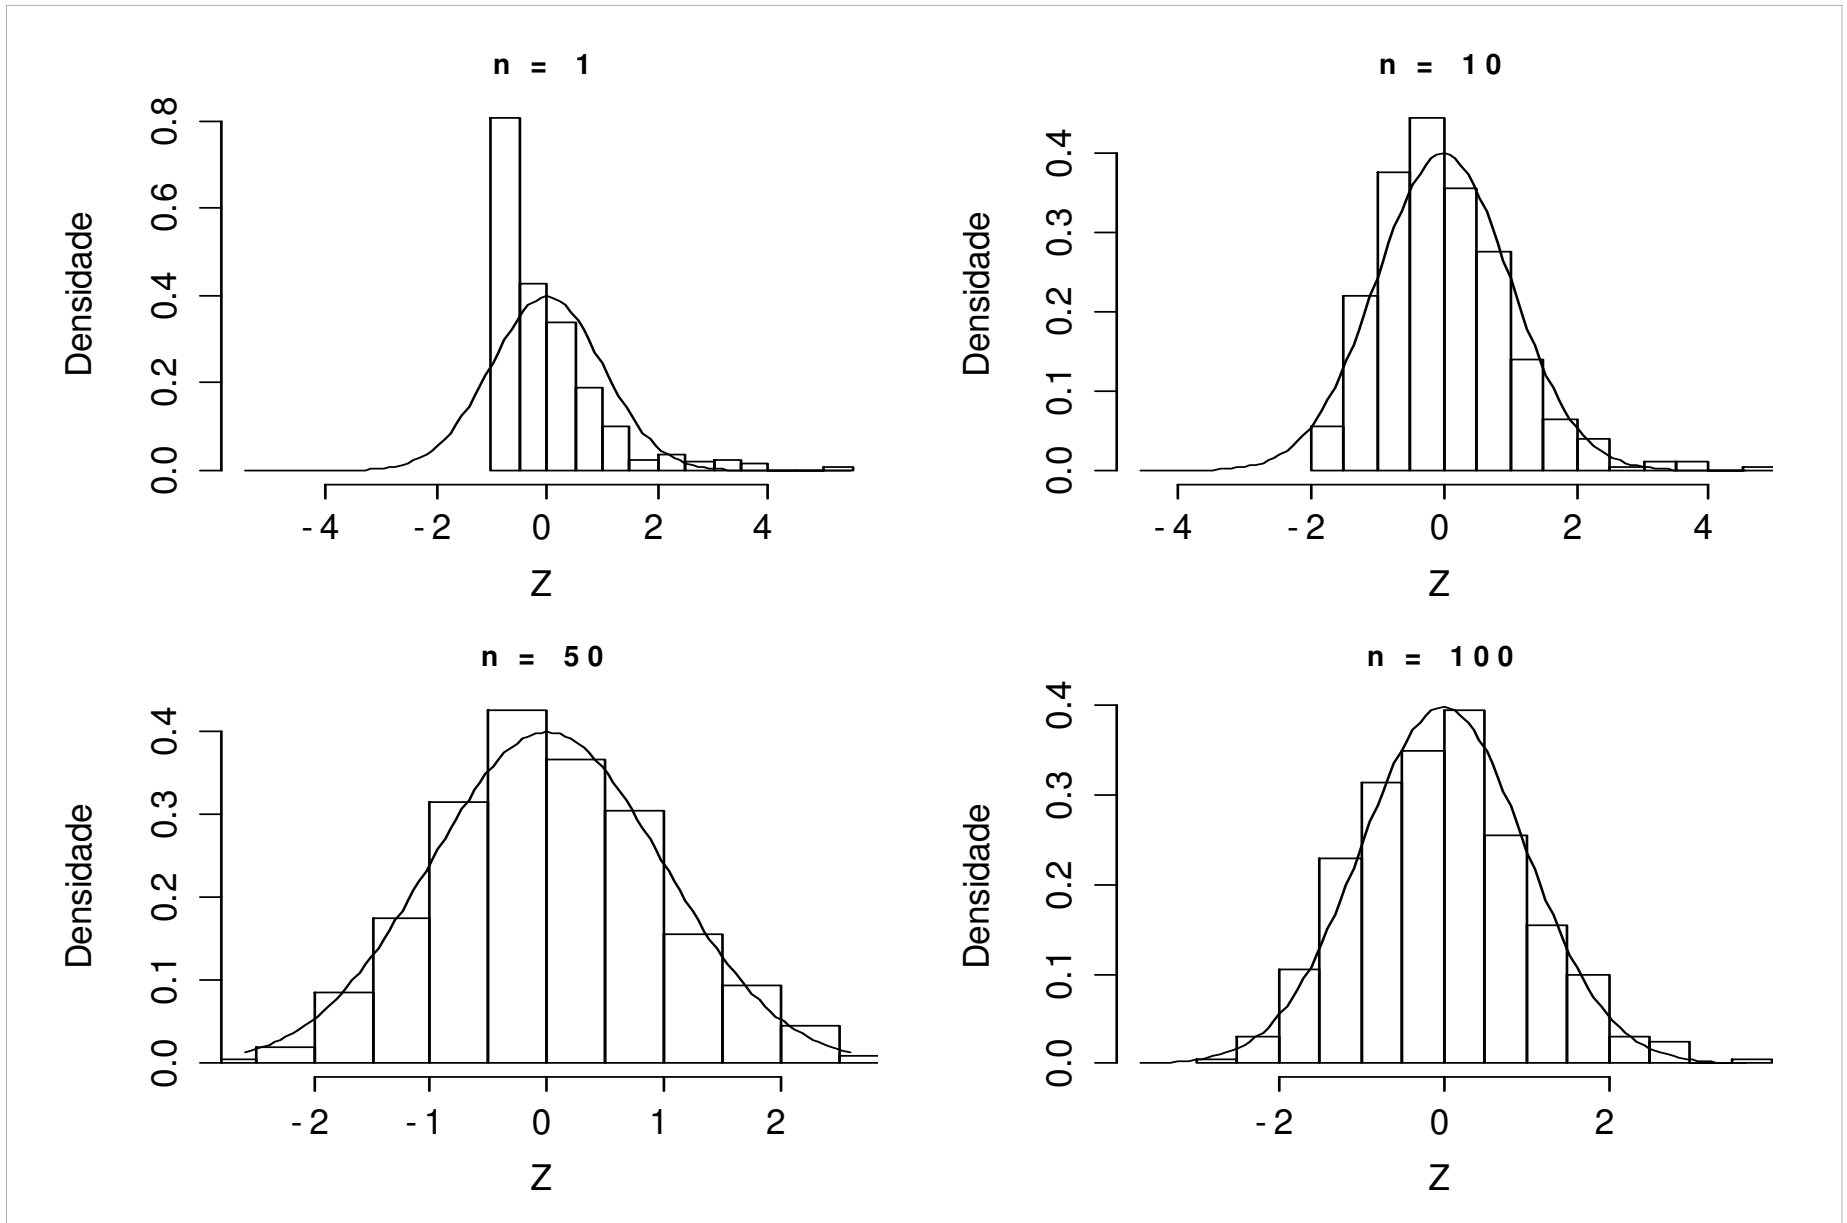 n = 1
Densidade
0.0 0.2 0.4 0.6 0.8
-4 -2 0 2 4
Z
n = 10
Densidade
0.0 0.1 0.2 0.3 0.4
-4 -2 0 2 4
Z
n = 50
Densidade
0.0 0.1 0.2 0.3 0.4
-2 -1 0 1 2
Z
n = 100
Densidade
0.0 0.1 0.2 0.3 0.4
-2 0 2
Z